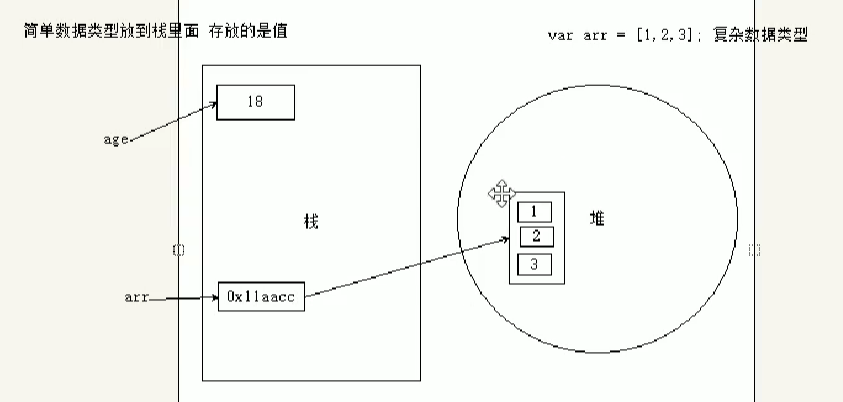 简单数据类型放到栈里面 存放的是值
var arr = [1,2,3]; 复杂数据类型
18
age
1
栈
堆
2
3
arr
0x11aacc